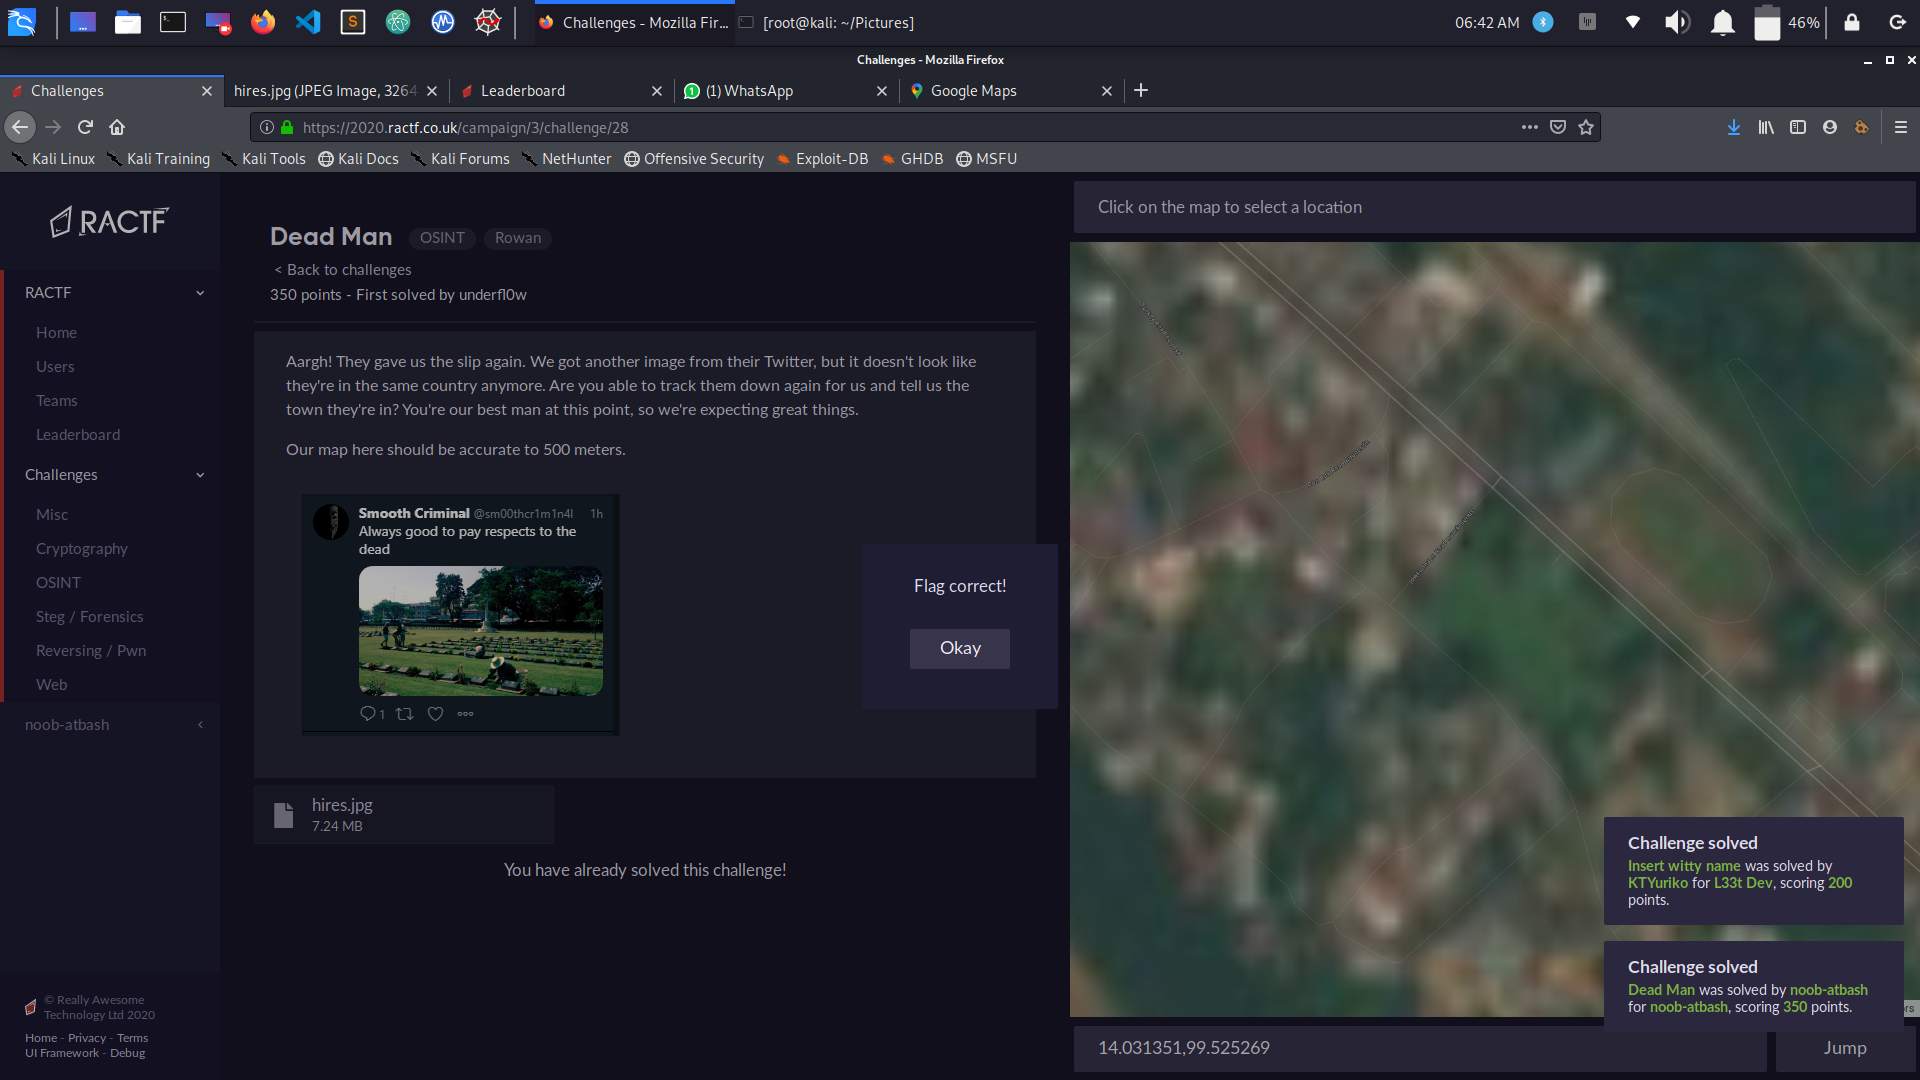 Challenges - Mozilla Fir...
[root@kali: ~/Pictures]
06:42 AM
46%
Challenges - Mozilla Firefox
Challenges
hires.jpg (JPEG Image, 3264
Leaderboard
(1) WhatsApp
Google Maps
https://2020.ractf.co.uk/campaign/3/challenge/28
Kali Linux
Kali Training
Kali Tools
Kali Docs
Kali Forums
NetHunter
Offensive Security
Exploit-DB
GHDB
MSFU
RACTF
RACTF
Home
Users
Teams
Leaderboard
Challenges
Misc
Cryptography
OSINT
Steg / Forensics
Reversing / Pwn
Web
noob-atbash
© Really Awesome
Technology Ltd 2020
Home - Privacy - Terms
UI Framework - Debug
Dead Man
OSINT
Rowan
< Back to challenges
350 points - First solved by underfl0w
Aargh! They gave us the slip again. We got another image from their Twitter, but it doesn't look like
they're in the same country anymore. Are you able to track them down again for us and tell us the
town they're in? You're our best man at this point, so we're expecting great things.
Our map here should be accurate to 500 meters.
Smooth Criminal @sm00thcr1m1n4l 1h
Always good to pay respects to the
dead
1
hires.jpg
7.24 MB
You have already solved this challenge!
Flag correct!
Okay
Click on the map to select a location
Challenge solved
Insert witty name was solved by
KTYuriko for L33t Dev, scoring 200
points.
Challenge solved
Dead Man was solved by noob-atbash
for noob-atbash, scoring 350 points.
14.031351,99.525269
Jump